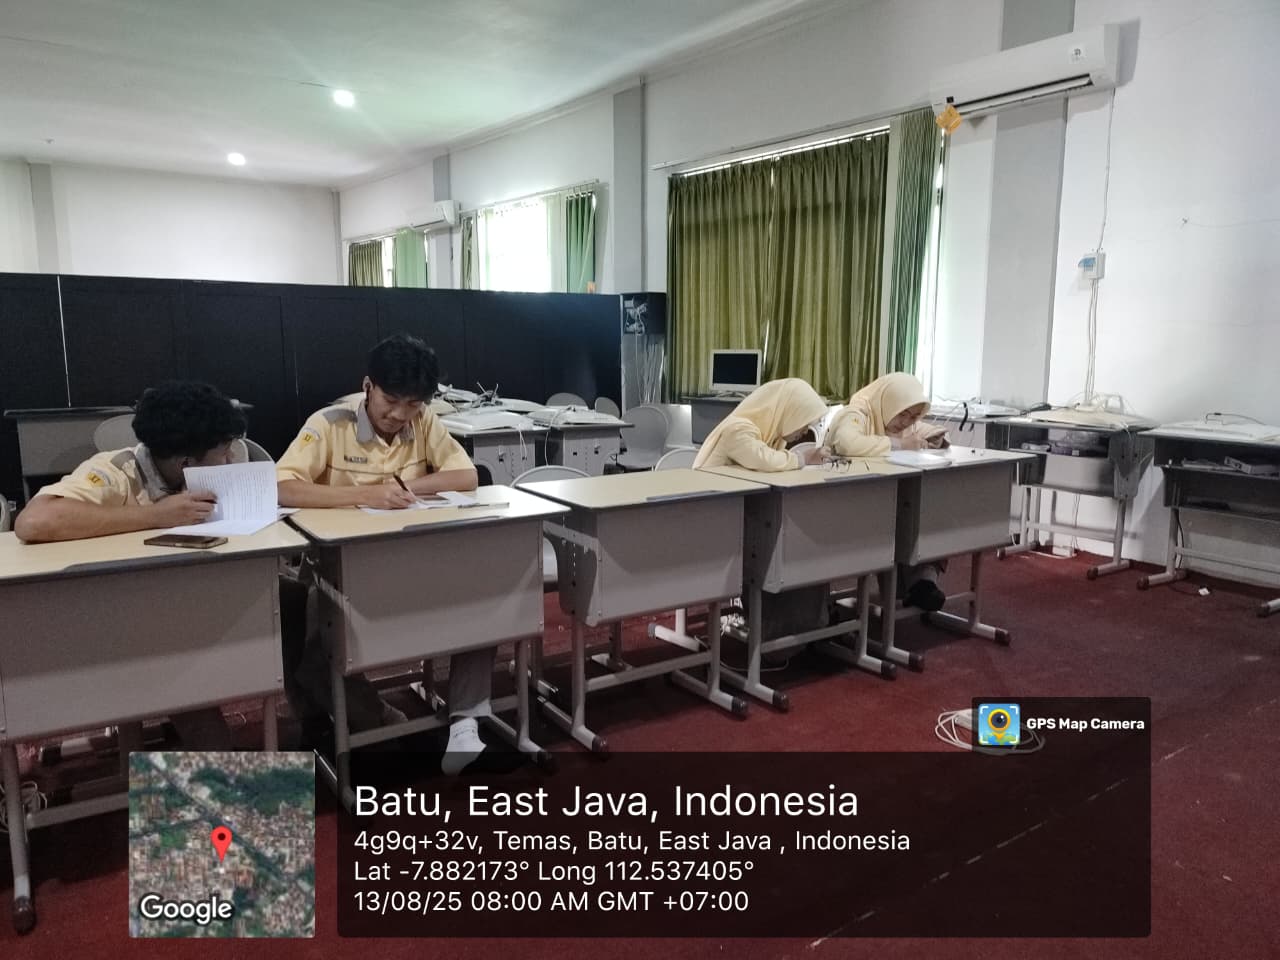 GPS Map Camera
Batu, East Java, Indonesia
4g9q+32v, Temas, Batu, East Java , Indonesia
Lat -7.882173° Long 112.537405°
13/08/25 08:00 AM GMT +07:00
Google